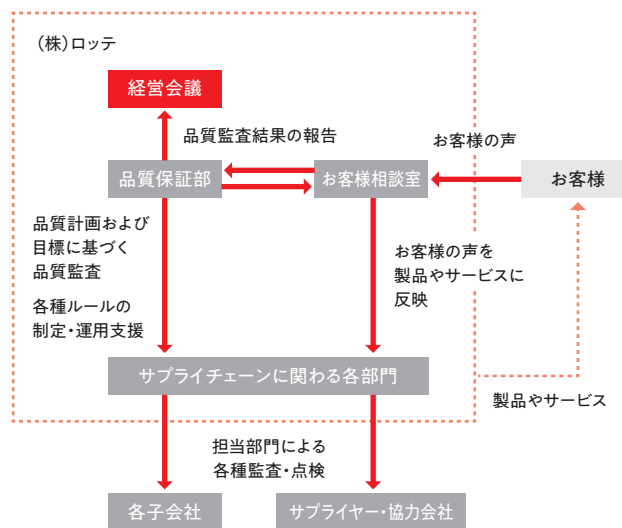 (株)ロッテ
経営会議
品質監査結果の報告
お客様の声
品質保証部
お客様相談室
お客様
品質計画および
目標に基づく
品質監査
各種ルールの
制定・運用支援
お客様の声を
製品やサービスに
反映
サプライチェーンに関わる各部門
製品やサービス
担当部門による
各種監査・点検
各子会社
サプライヤー・協力会社